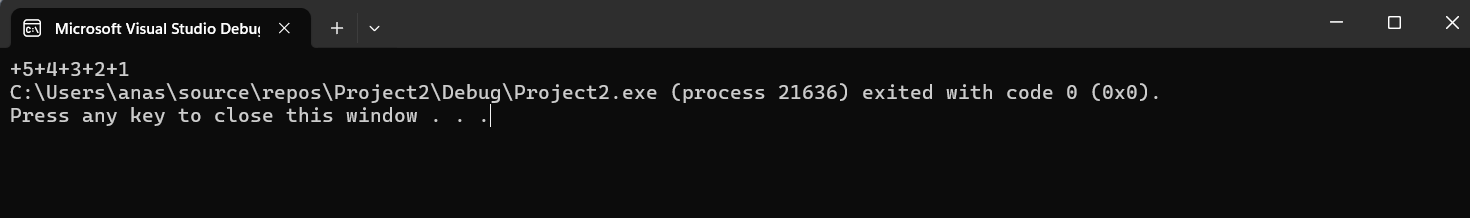 Microsoft Visual Studio Debug
+5+4+3+2+1
C:\Users\anas\source\repos\Project2\Debug\Project2.exe (process 21636) exited with code 0 (0x0).
Press any key to close this window . . .